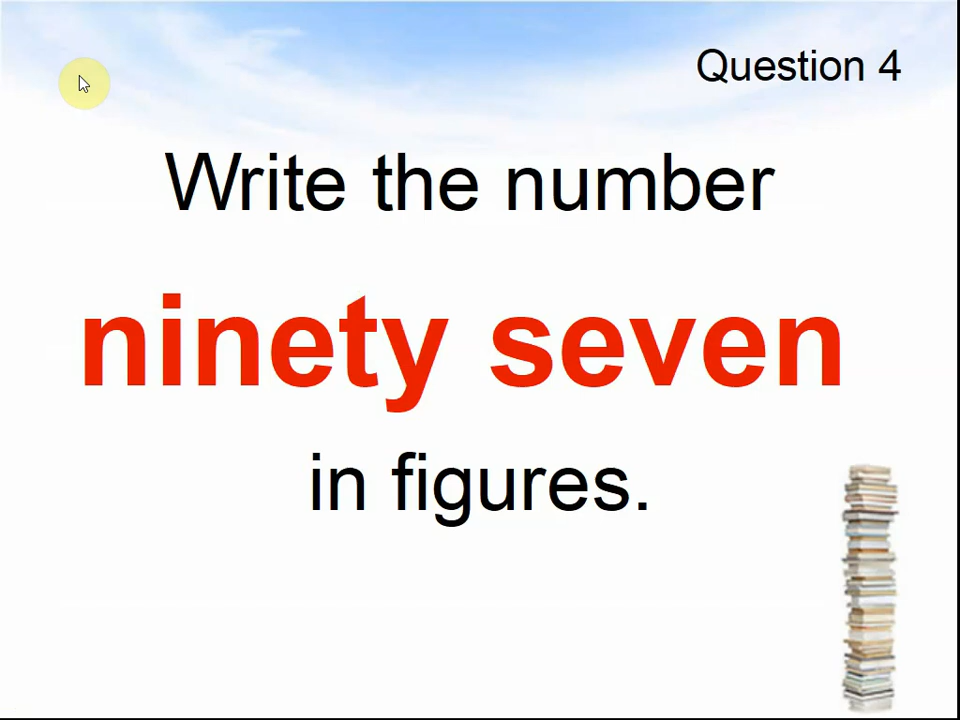 Question 4
Write the number
ninety seven
in figures.